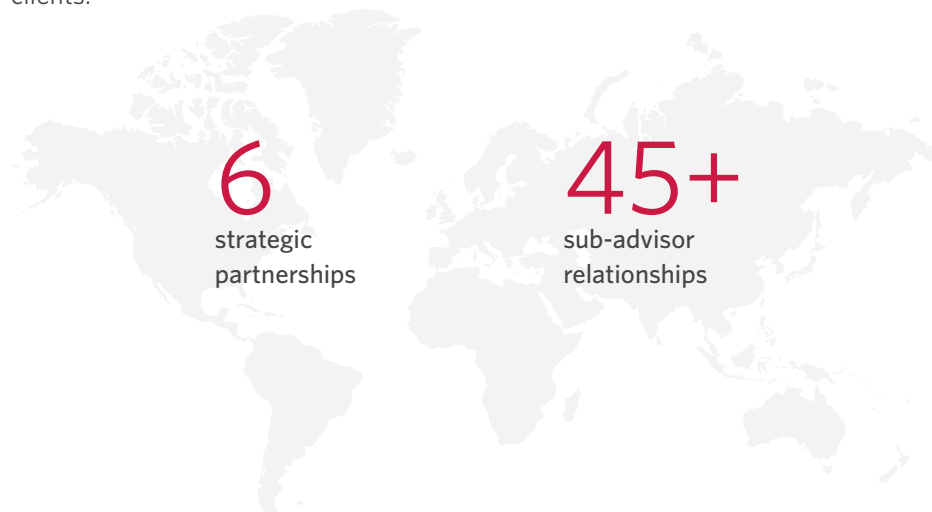 clients.
6
strategic
partnerships
45+
sub-advisor
relationships